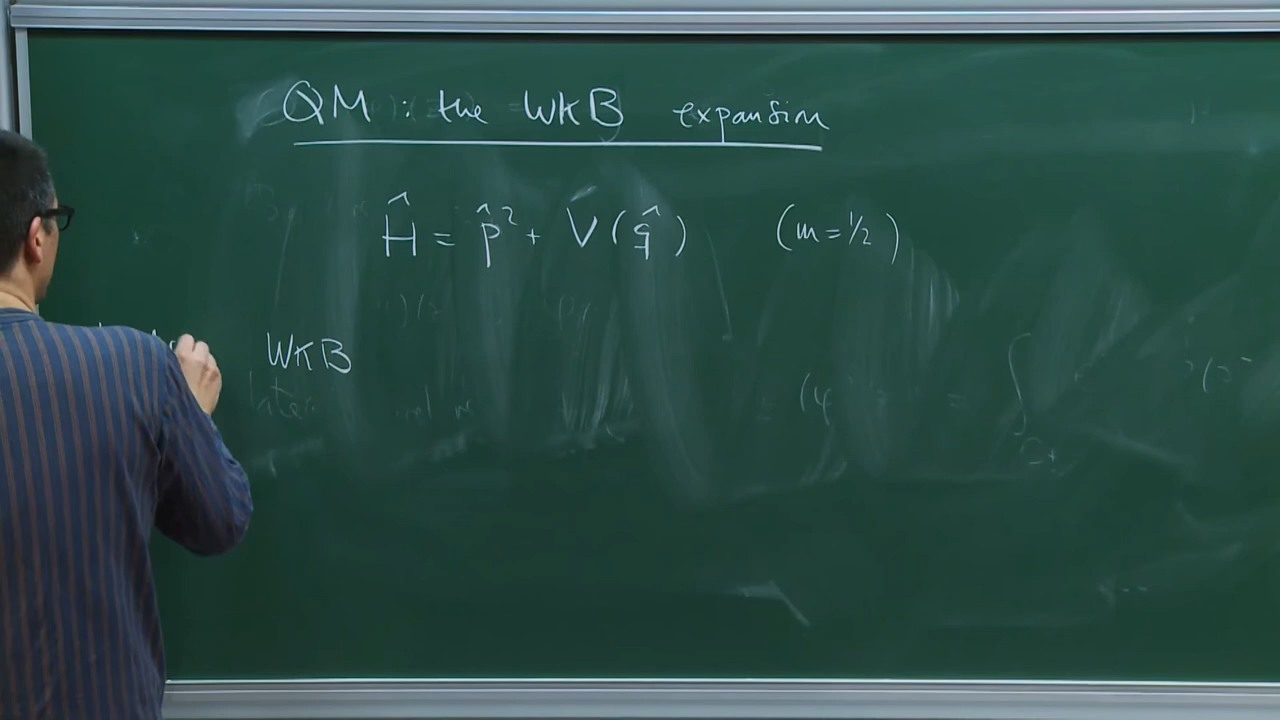 QM : the WKB expansion
Ĥ = p̂² + V(q̂) (m = 1/2)
WKB